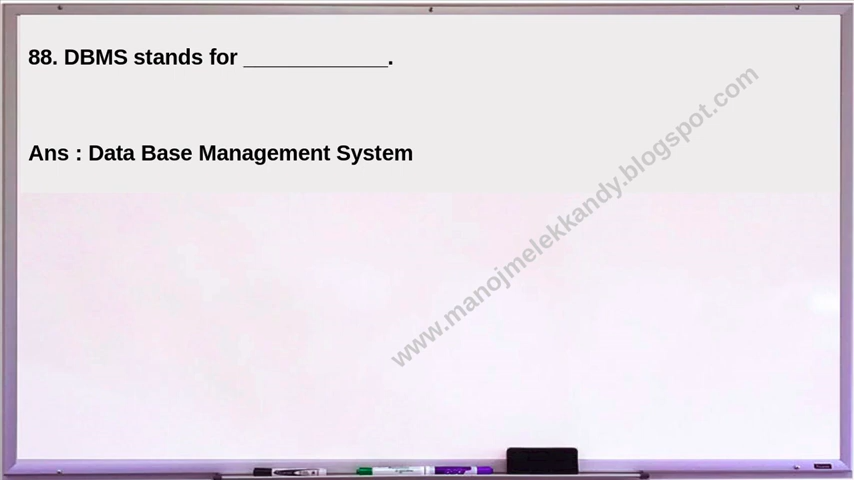 88. DBMS stands for ____________.
Ans : Data Base Management System
www.manojmelekkandy.blogspot.com